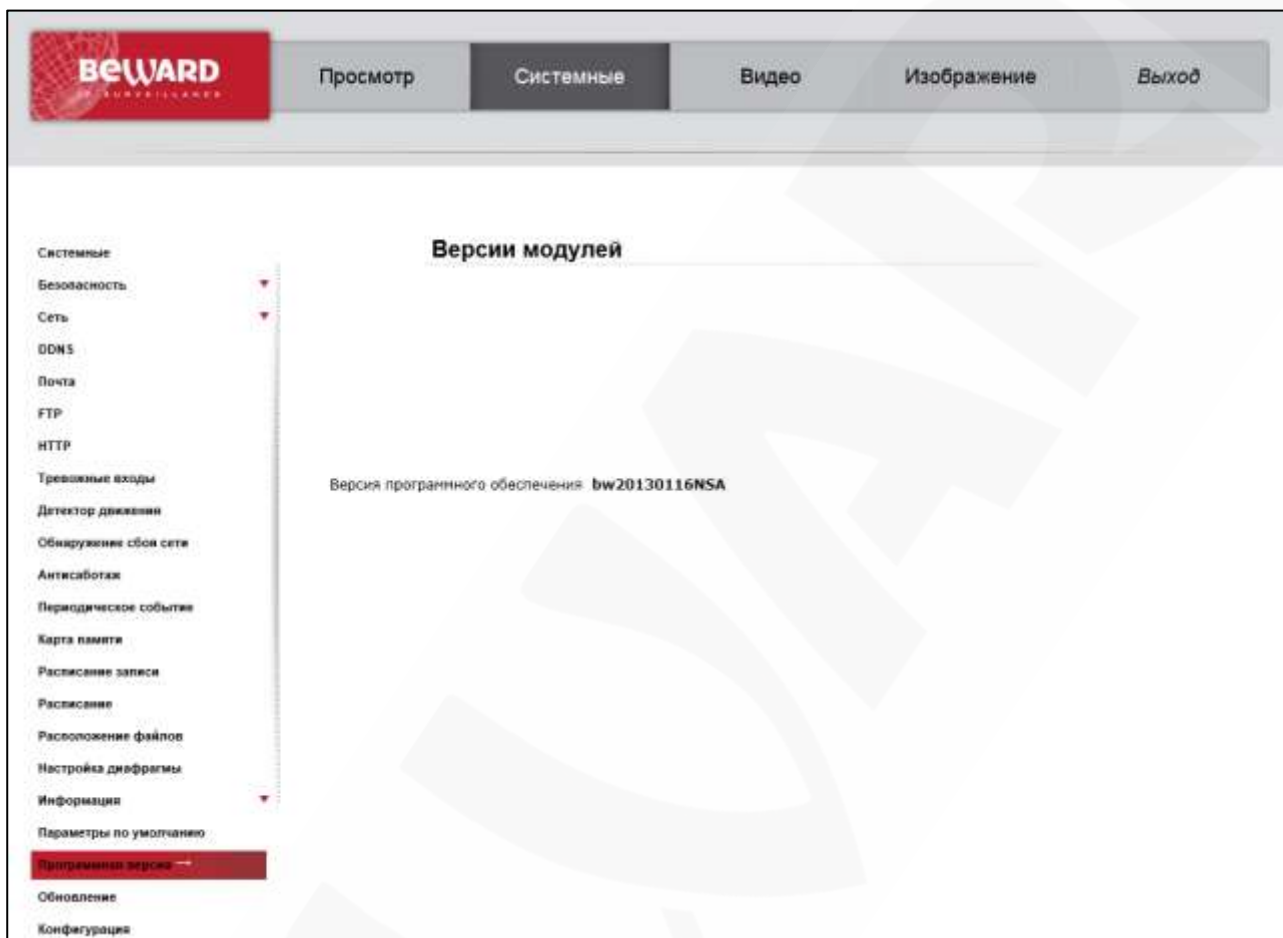 BEWARD
IP SURVEILLANCE
Просмотр
Системные
Видео
Изображение
Выход
Версии модулей
Системные
Безопасность
Сеть
DDNS
Почта
FTP
HTTP
Тревожные входы
Детектор движения
Обнаружение сбоя сети
Антисаботаж
Периодическое событие
Карта памяти
Расписание записи
Расписание
Расположение файлов
Настройка диафрагмы
Информация
Параметры по умолчанию
Программная версия →
Обновление
Конфигурация
Версия программного обеспечения bw20130116NSA